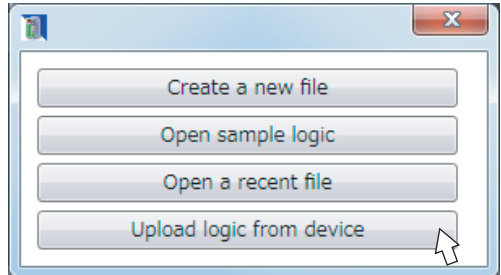 Create a new file
Open sample logic
Open a recent file
Upload logic from device